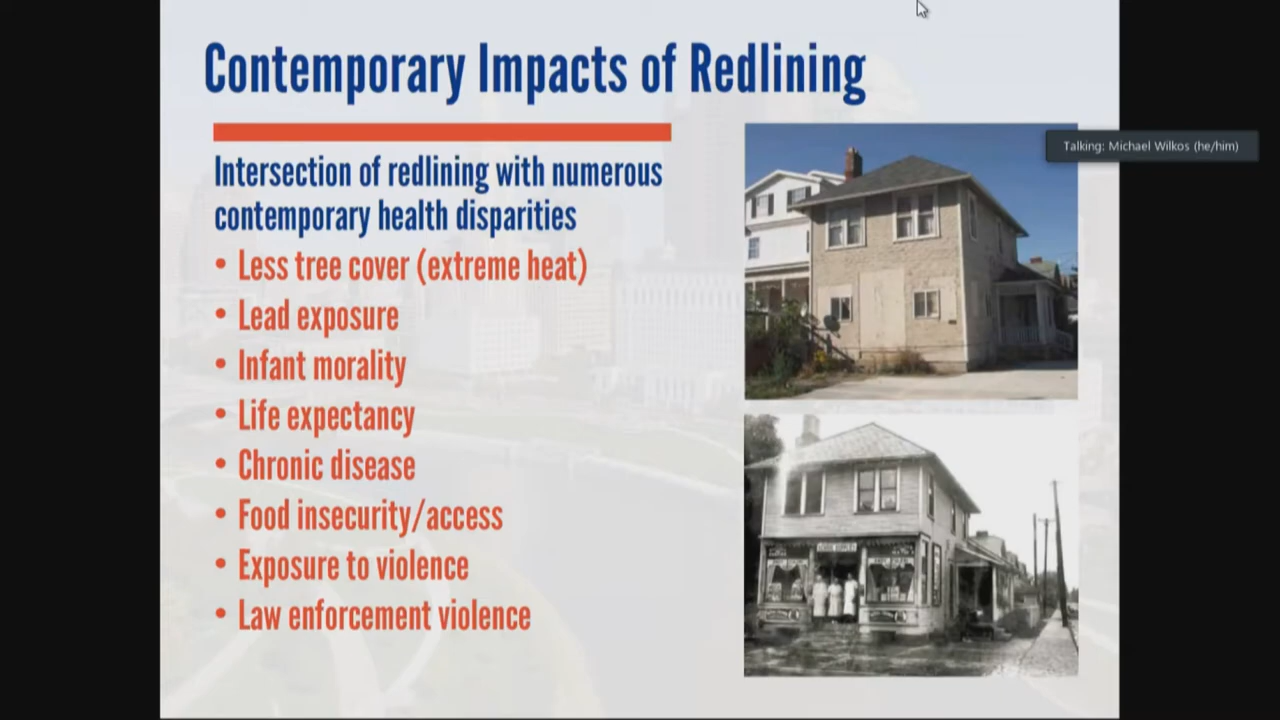 Contemporary Impacts of Redlining
Talking: Michael Wilkos (he/him)
Intersection of redlining with numerous
contemporary health disparities
• Less tree cover (extreme heat)
• Lead exposure
• Infant morality
• Life expectancy
• Chronic disease
• Food insecurity/access
• Exposure to violence
• Law enforcement violence